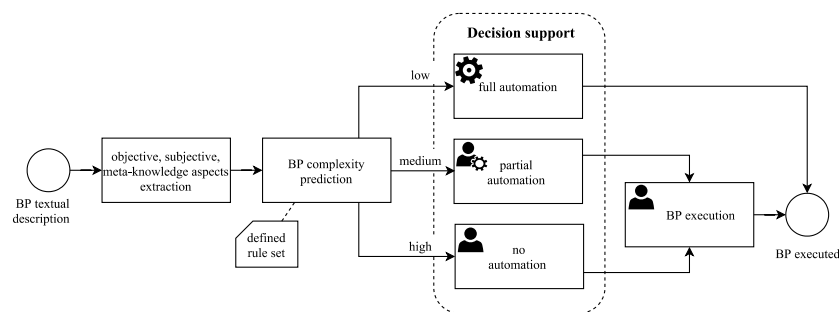 Decision support
low
full automation
objective, subjective,
meta-knowledge aspects
extraction
BP complexity
prediction
medium
partial
automation
BP textual
description
BP execution
defined
rule set
high
no
automation
BP executed